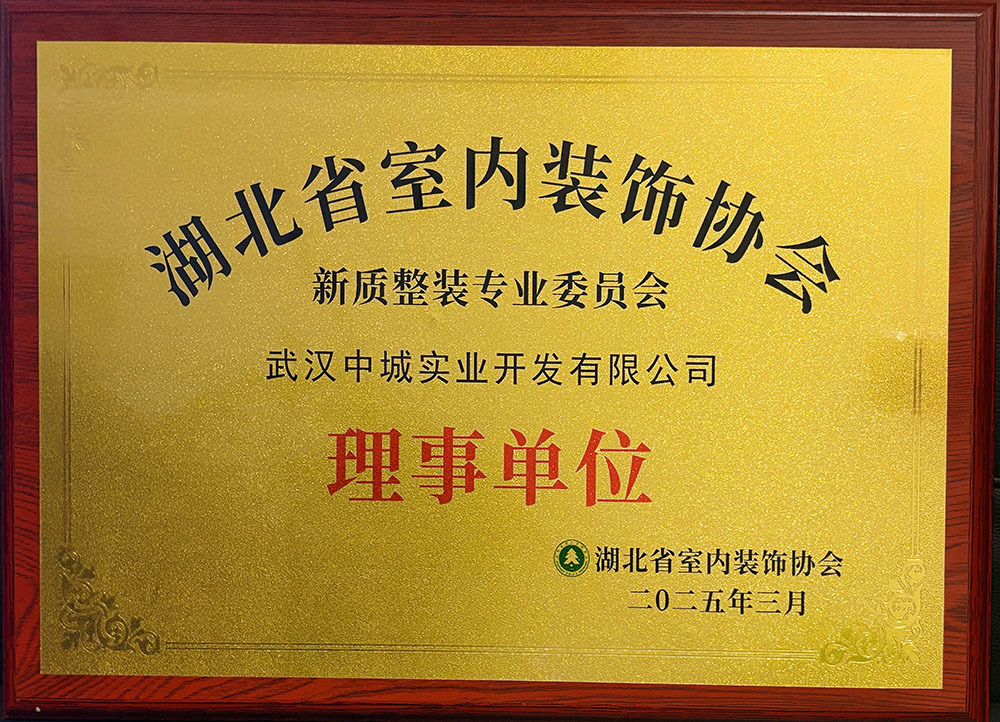 湖北省室内装饰协会
新质整装专业委员会
武汉中城实业开发有限公司
理事单位
湖北省室内装饰协会
二〇二五年三月